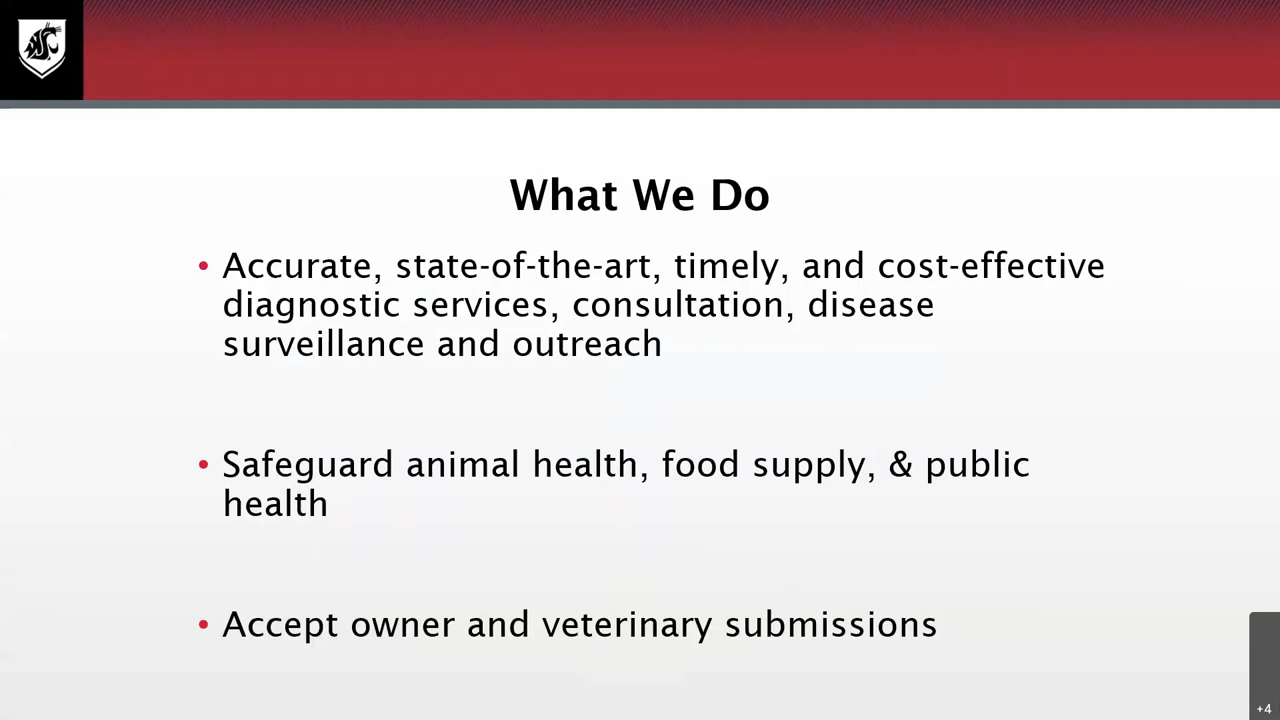 What We Do
• Accurate, state-of-the-art, timely, and cost-effective
diagnostic services, consultation, disease
surveillance and outreach
• Safeguard animal health, food supply, & public
health
• Accept owner and veterinary submissions
+4